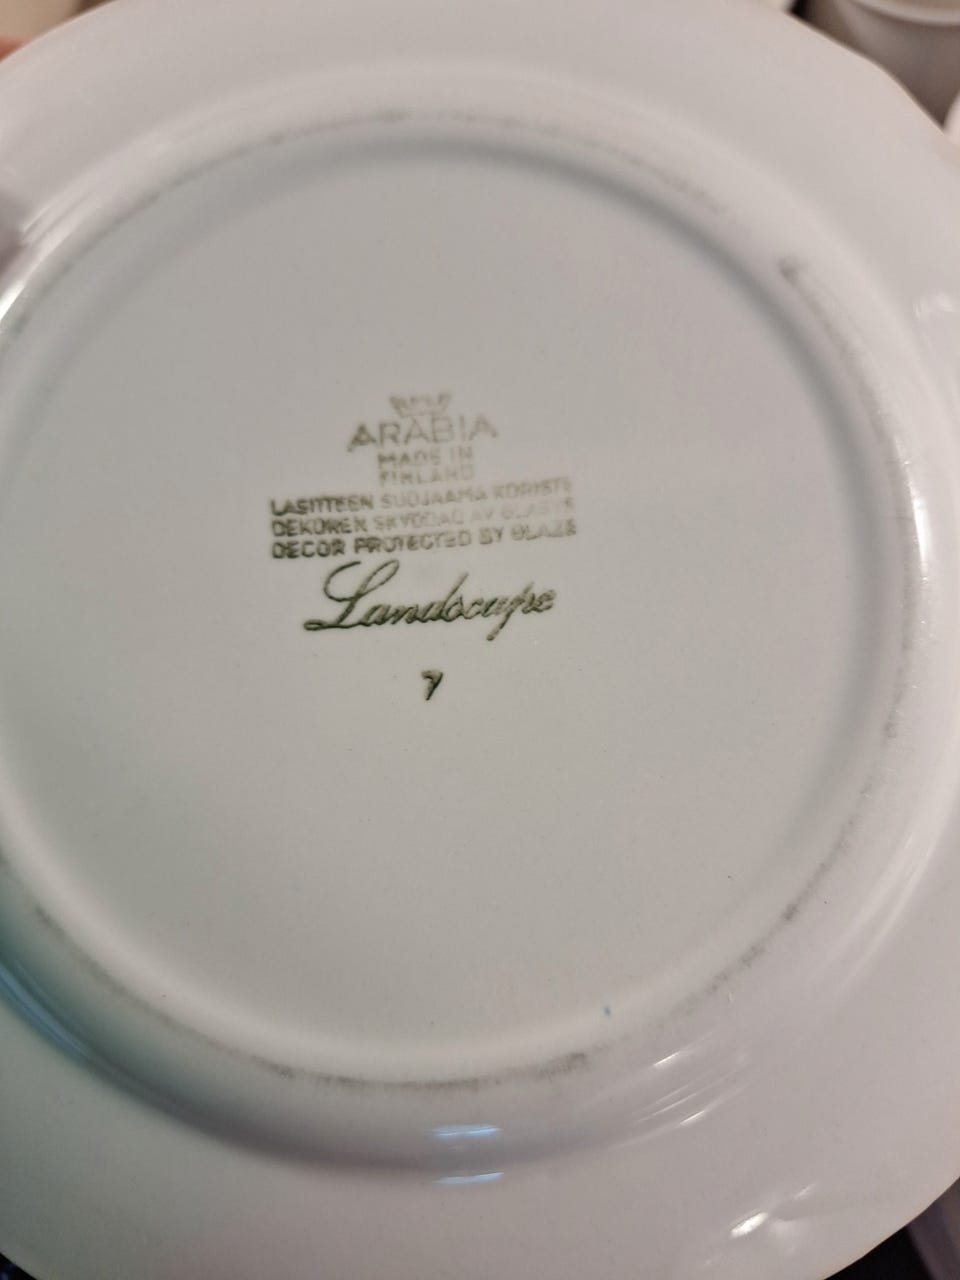 ARABIA
MADE IN
FINLAND
LASITTEEN SUOJAAMA KORISTE
DEKOREN SKYDDAD AV GLASYR
DECOR PROTECTED BY GLAZE
Landscape
7